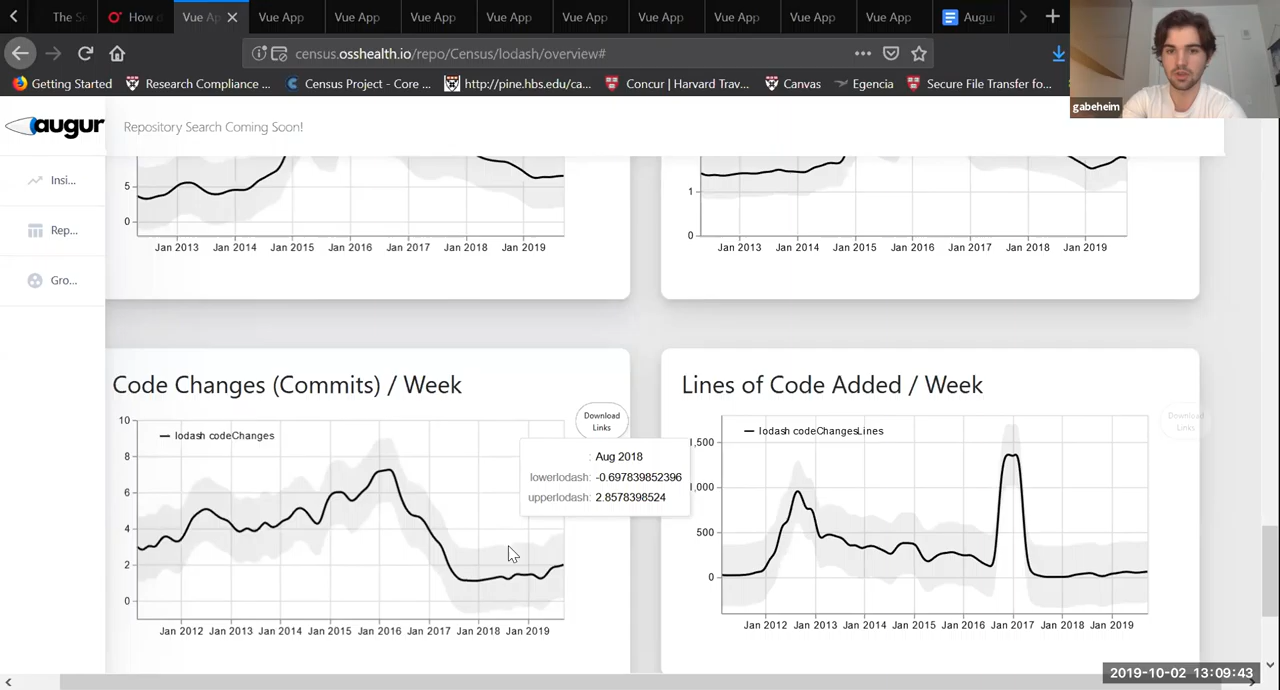 The Se
How
Vue Ap
Vue App
Vue App
Vue App
Vue App
Vue App
Vue App
Vue App
Vue App
Vue App
Augu
census.osshealth.io/repo/Census/lodash/overview#
Getting Started
Research Compliance ...
Census Project - Core ...
http://pine.hbs.edu/ca...
Concur | Harvard Trav...
Canvas
Egencia
Secure File Transfer fo...
gabeheim
augur
Repository Search Coming Soon!
Insi...
Rep...
Gro...
5
0
Jan 2013 Jan 2014 Jan 2015 Jan 2016 Jan 2017 Jan 2018 Jan 2019
1
0
Jan 2013 Jan 2014 Jan 2015 Jan 2016 Jan 2017 Jan 2018 Jan 2019
Code Changes (Commits) / Week
Download
Links
lodash codeChanges
10
8
6
4
2
0
Jan 2012 Jan 2013 Jan 2014 Jan 2015 Jan 2016 Jan 2017 Jan 2018 Jan 2019
: Aug 2018
lowerlodash: -0.697839852396
upperlodash: 2.8578398524
Lines of Code Added / Week
Download
Links
lodash codeChangesLines
,500
,000
500
0
Jan 2012 Jan 2013 Jan 2014 Jan 2015 Jan 2016 Jan 2017 Jan 2018 Jan 2019
2019-10-02 13:09:43